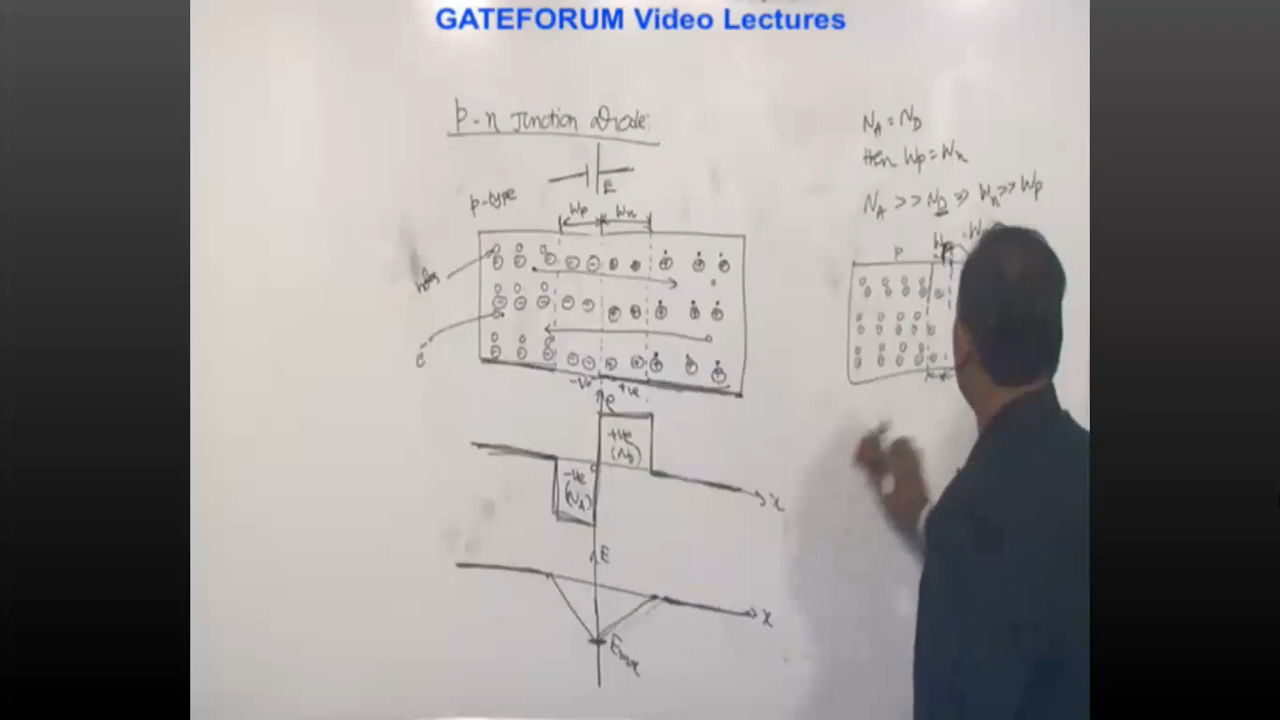 GATEFORUM Video Lectures
p-n Junction diode:
E
p-type
Wp Wn
holes
e-
-ve +ve
ρ
+ve
(ND)
-ve
(NA)
x
E
x
Emax
NA = ND
then Wp = Wn
NA >> ND ⇒ Wn >> Wp
P